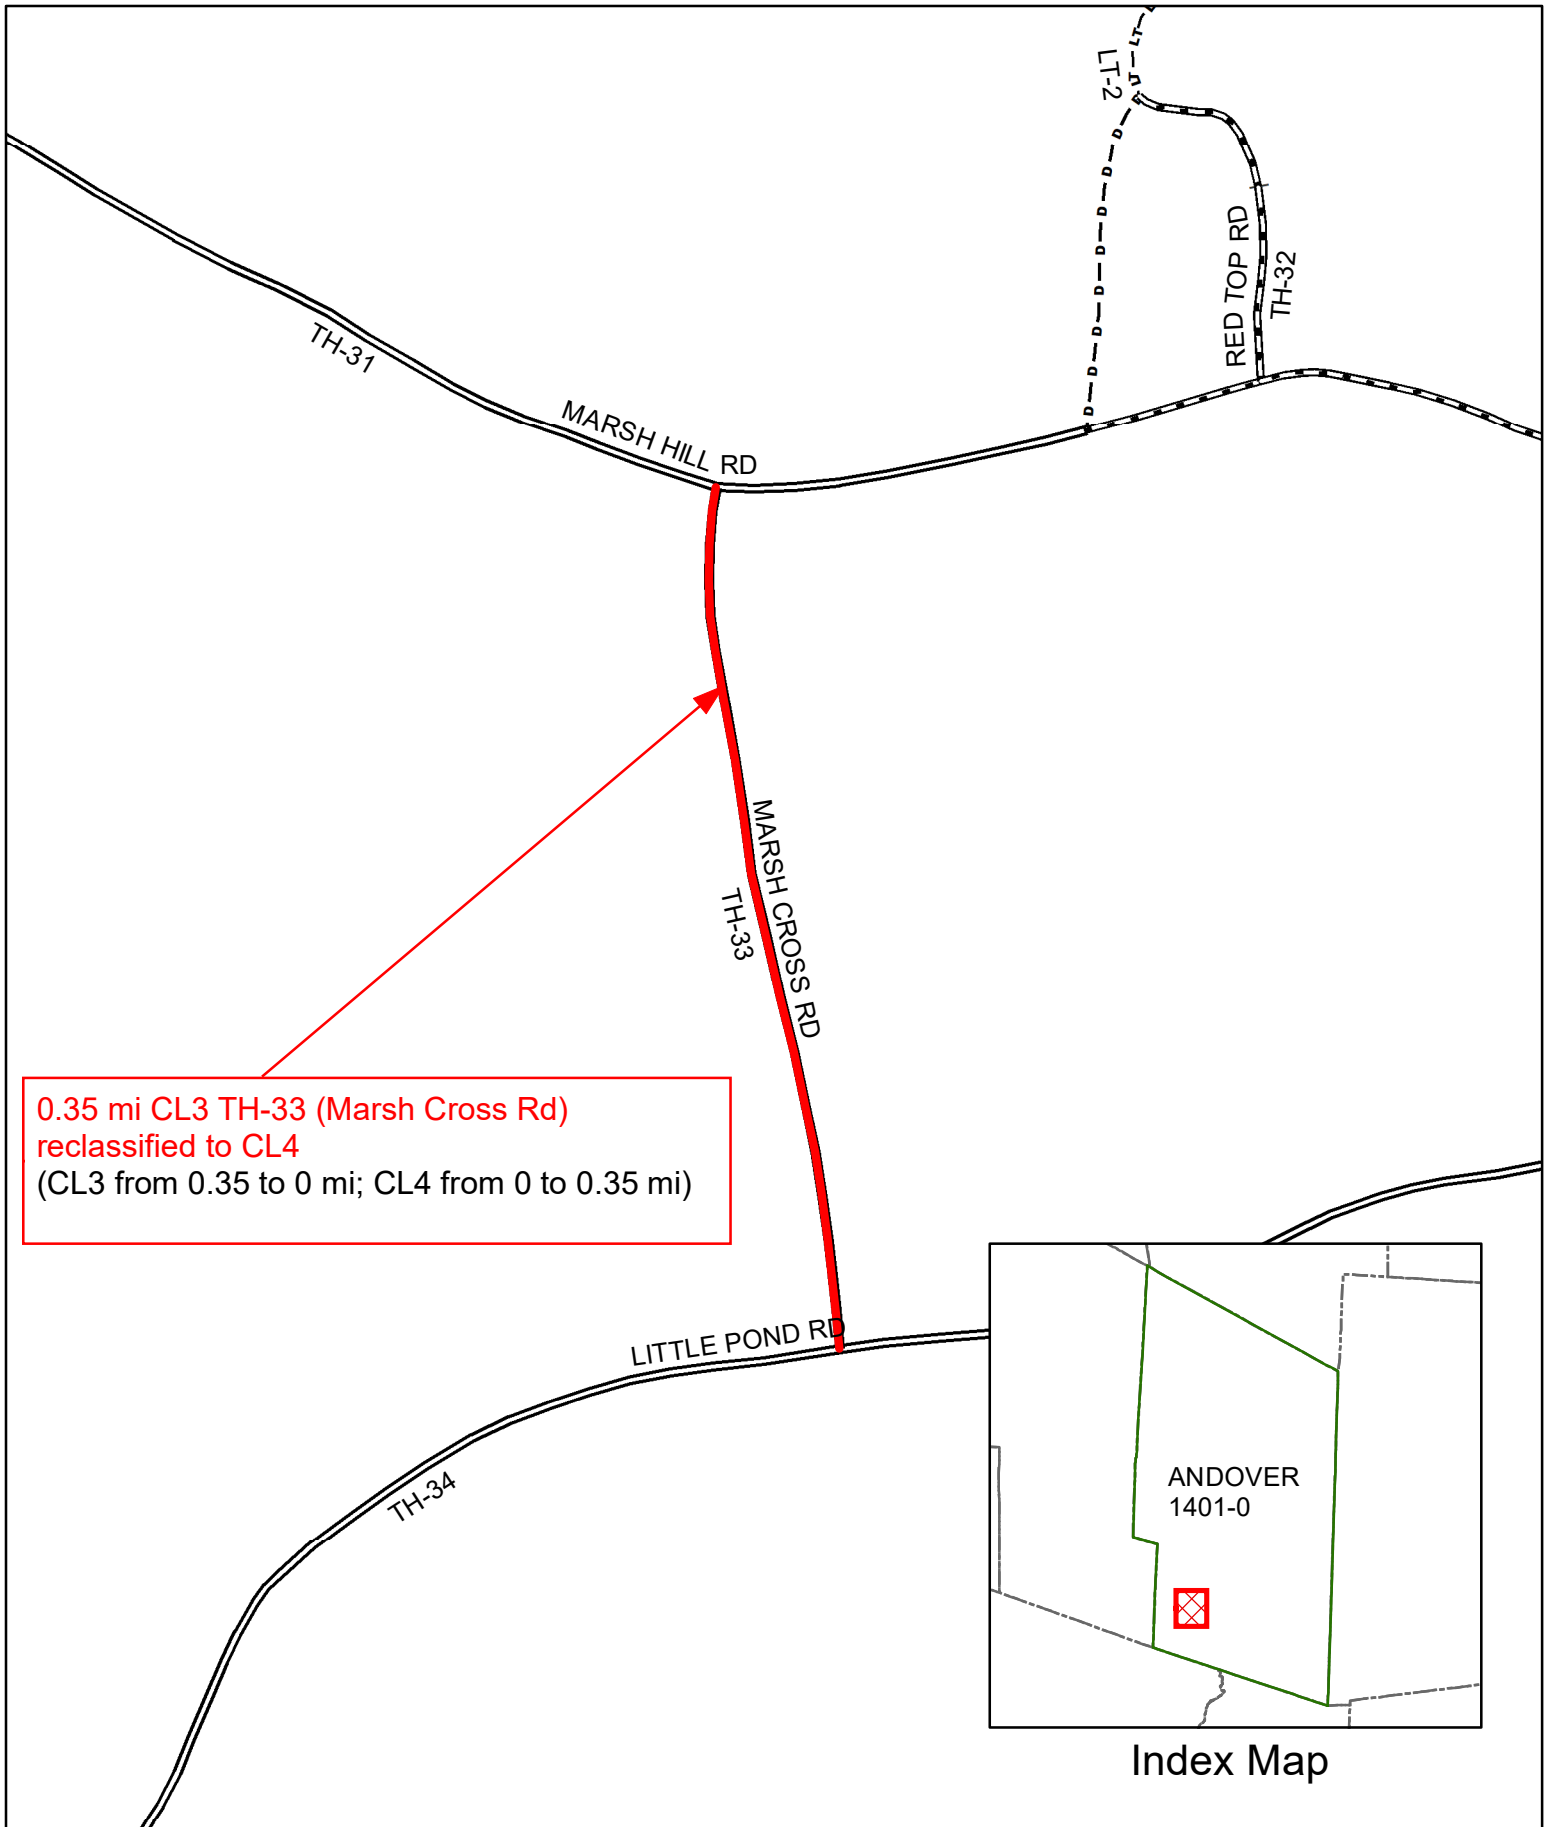 LT
LT
LT-2
D
D
D
D
D
D
D
D
RED TOP RD
TH-32
TH-31
MARSH HILL RD
MARSH CROSS RD
TH-33
0.35 mi CL3 TH-33 (Marsh Cross Rd)
reclassified to CL4
(CL3 from 0.35 to 0 mi; CL4 from 0 to 0.35 mi)
LITTLE POND RD
TH-34
ANDOVER
1401-0
Index Map